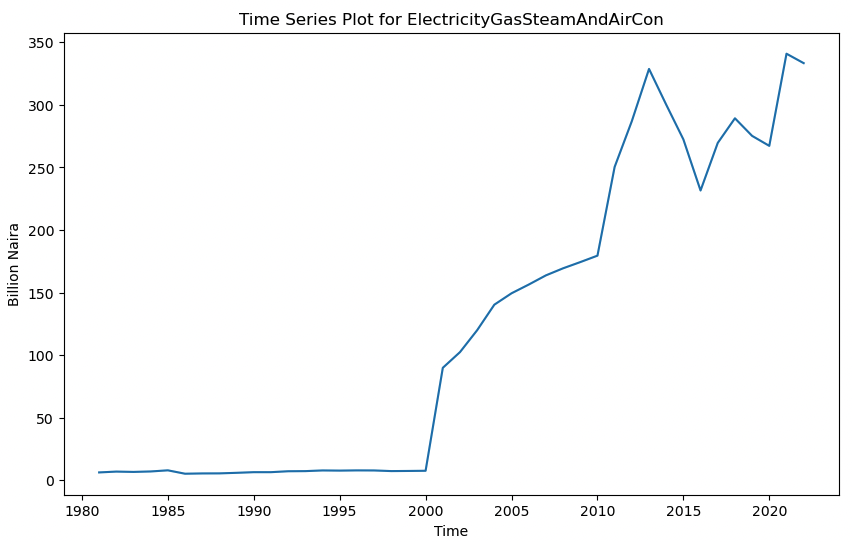 Time Series Plot for ElectricityGasSteamAndAirCon
350
300
250
200
150
100
50
0
Billion Naira
1980 1985 1990 1995 2000 2005 2010 2015 2020
Time